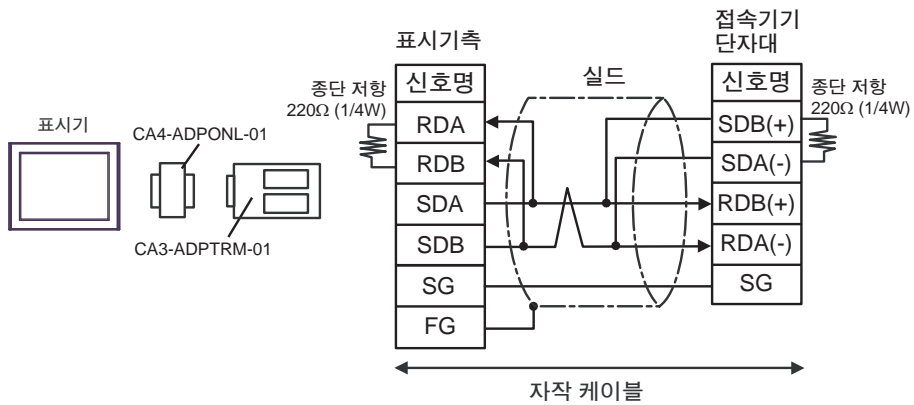 표시기
CA4-ADPONL-01
CA3-ADPTRM-01
종단 저항
220Ω (1/4W)
표시기측
신호명
RDA
RDB
SDA
SDB
SG
FG
실드
접속기기
단자대
신호명
SDB(+)
SDA(-)
RDB(+)
RDA(-)
SG
종단 저항
220Ω (1/4W)
자작 케이블